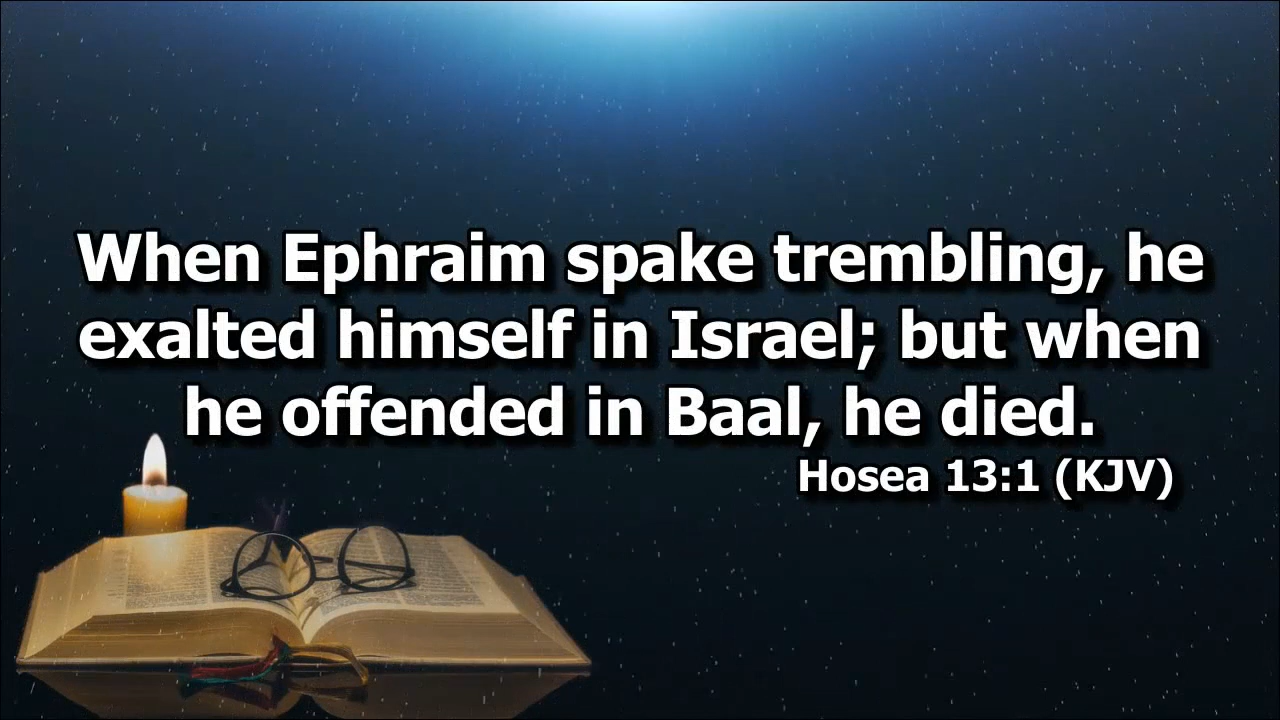 When Ephraim spake trembling, he
exalted himself in Israel; but when
he offended in Baal, he died.
Hosea 13:1 (KJV)